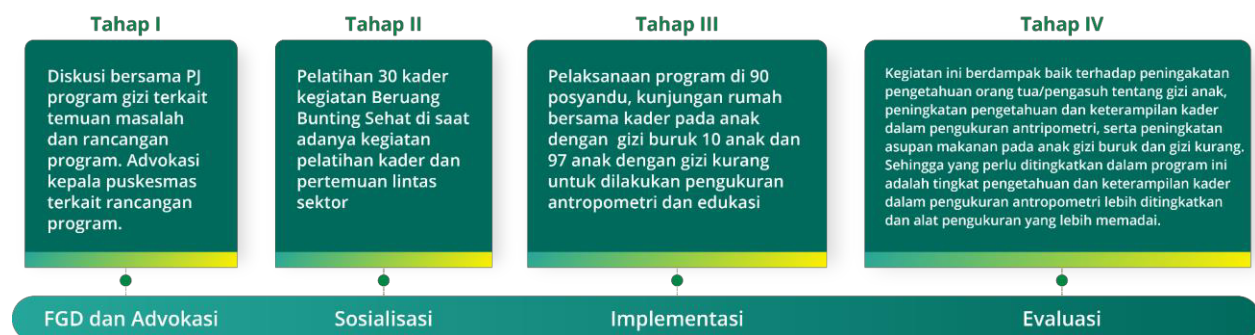 Tahap I
Diskusi bersama PJ
program gizi terkait
temuan masalah
dan rancangan
program. Advokasi
kepala puskesmas
terkait rancangan
program.
FGD dan Advokasi
Tahap II
Pelatihan 30 kader
kegiatan Beruang
Bunting Sehat di saat
adanya kegiatan
pelatihan kader dan
pertemuan lintas
sektor
Sosialisasi
Tahap III
Pelaksanaan program di 90
posyandu, kunjungan rumah
bersama kader pada anak
dengan gizi buruk 10 anak dan
97 anak dengan gizi kurang
untuk dilakukan pengukuran
antropometri dan edukasi
Implementasi
Tahap IV
Kegiatan ini berdampak baik terhadap peningakatan
pengetahuan orang tua/pengasuh tentang gizi anak,
peningkatan pengetahuan dan keterampilan kader
dalam pengukuran antripometri, serta peningkatan
asupan makanan pada anak gizi buruk dan gizi kurang.
Sehingga yang perlu ditingkatkan dalam program ini
adalah tingkat pengetahuan dan keterampilan kader
dalam pengukuran antropometri lebih ditingkatkan
dan alat pengukuran yang lebih memadai.
Evaluasi